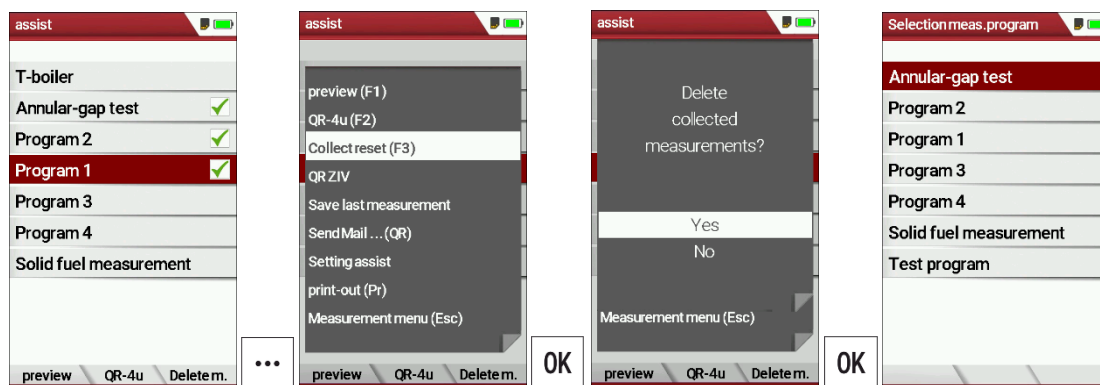 assist
T-boiler
Annular-gap test
Program 2
Program 1
Program 3
Program 4
Solid fuel measurement
preview QR-4u Delete m.
...
assist
preview (F1)
QR-4u (F2)
Collect reset (F3)
QR ZIV
Save last measurement
Send Mail ... (QR)
Setting assist
print-out (Pr)
Measurement menu (Esc)
preview QR-4u Delete m.
OK
assist
Delete
collected
measurements?
Yes
No
Measurement menu (Esc)
preview QR-4u Delete m.
OK
Selection meas.program
Annular-gap test
Program 2
Program 1
Program 3
Program 4
Solid fuel measurement
Test program